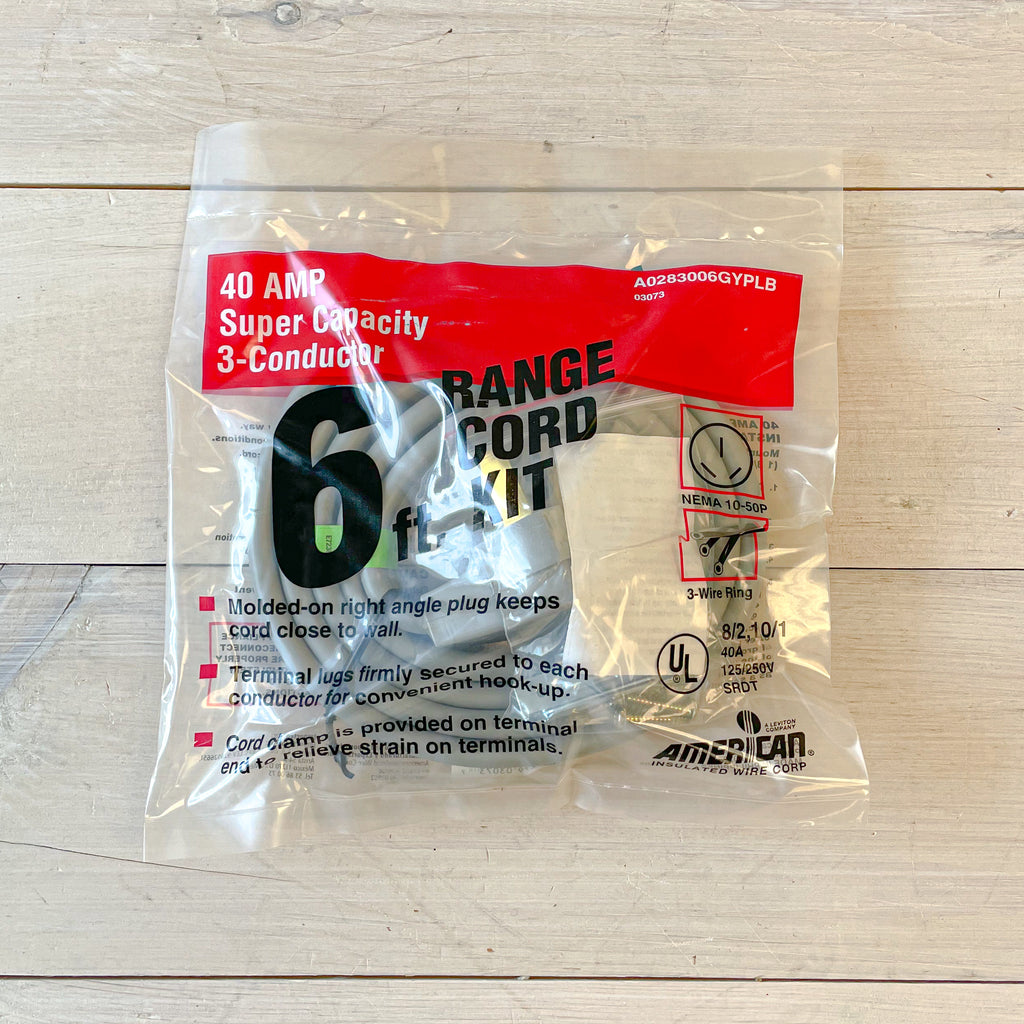 40 AMP
Super Capacity
3-Conductor
A0283006GYPLB
03073
6 ft.
RANGE
CORD
KIT
NEMA 10-50P
3-Wire Ring
Molded-on right angle plug keeps
cord close to wall.
Terminal lugs firmly secured to each
conductor for convenient hook-up.
Cord clamp is provided on terminal
end to relieve strain on terminals.
UL
8/2,10/1
40A
125/250V
SRDT
A LEVITON
COMPANY
AMERICAN®
INSULATED WIRE CORP